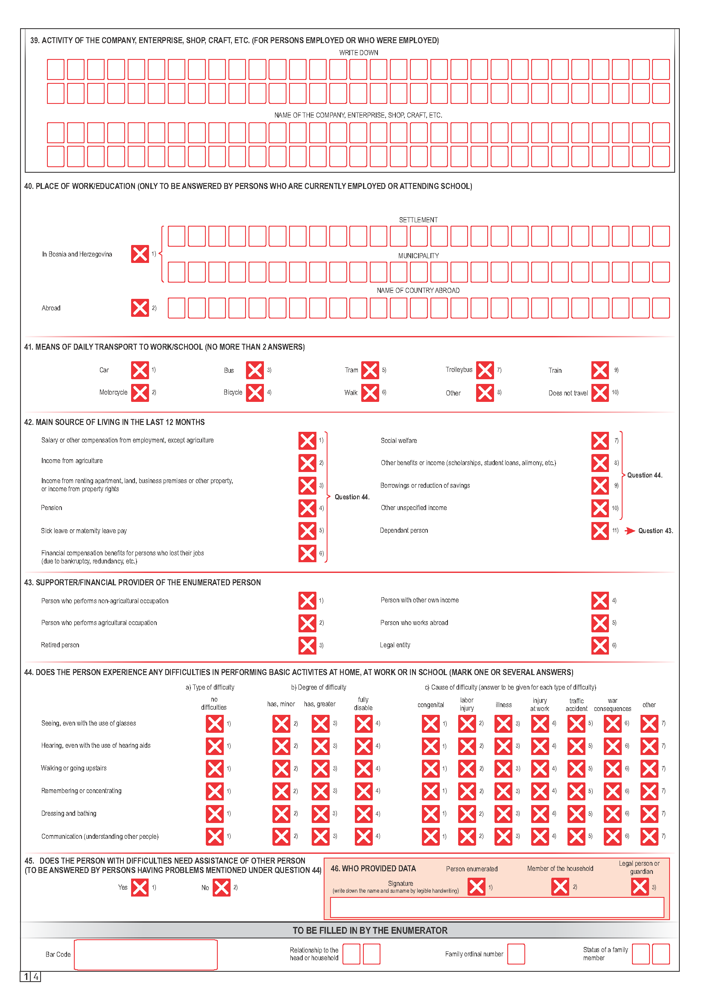 39. ACTIVITY OF THE COMPANY, ENTERPRISE, SHOP, CRAFT, ETC. (FOR PERSONS EMPLOYED OR WHO WERE EMPLOYED)
WRITE DOWN
NAME OF THE COMPANY, ENTERPRISE, SHOP, CRAFT, ETC.
40. PLACE OF WORK/EDUCATION (ONLY TO BE ANSWERED BY PERSONS WHO ARE CURRENTLY EMPLOYED OR ATTENDING SCHOOL)
SETTLEMENT
In Bosnia and Herzegovina 1)
MUNICIPALITY
NAME OF COUNTRY ABROAD
Abroad 2)
41. MEANS OF DAILY TRANSPORT TO WORK/SCHOOL (NO MORE THAN 2 ANSWERS)
Car 1) Bus 3) Tram 5) Trolleybus 7) Train 9)
Motorcycle 2) Bicycle 4) Walk 6) Other 8) Does not travel 10)
42. MAIN SOURCE OF LIVING IN THE LAST 12 MONTHS
Salary or other compensation from employment, except agriculture 1) Social welfare 7)
Income from agriculture 2) Other benefits or income (scholarships, student loans, alimony, etc.) 8)
Question 44.
Income from renting apartment, land, business premises or other property,
or income from property rights 3) Borrowings or reduction of savings 9)
Question 44.
Pension 4) Other unspecified income 10)
Sick leave or maternity leave pay 5) Dependant person 11) Question 43.
Financial compensation benefits for persons who lost their jobs
(due to bankruptcy, redundancy, etc.) 6)
43. SUPPORTER/FINANCIAL PROVIDER OF THE ENUMERATED PERSON
Person who performs non-agricultural occupation 1) Person with other own income 4)
Person who performs agricultural occupation 2) Person who works abroad 5)
Retired person 3) Legal entity 6)
44. DOES THE PERSON EXPERIENCE ANY DIFFICULTIES IN PERFORMING BASIC ACTIVITES AT HOME, AT WORK OR IN SCHOOL (MARK ONE OR SEVERAL ANSWERS)
a) Type of difficulty b) Degree of difficulty c) Cause of difficulty (answer to be given for each type of difficulty)
no difficulties has, minor has, greater fully disable congenital labor injury illness injury at work traffic accident war consequences other
Seeing, even with the use of glasses 1) 2) 3) 4) 1) 2) 3) 4) 5) 6) 7)
Hearing, even with the use of hearing aids 1) 2) 3) 4) 1) 2) 3) 4) 5) 6) 7)
Walking or going upstairs 1) 2) 3) 4) 1) 2) 3) 4) 5) 6) 7)
Remembering or concentrating 1) 2) 3) 4) 1) 2) 3) 4) 5) 6) 7)
Dressing and bathing 1) 2) 3) 4) 1) 2) 3) 4) 5) 6) 7)
Communication (understanding other people) 1) 2) 3) 4) 1) 2) 3) 4) 5) 6) 7)
45. DOES THE PERSON WITH DIFFICULTIES NEED ASSISTANCE OF OTHER PERSON
(TO BE ANSWERED BY PERSONS HAVING PROBLEMS MENTIONED UNDER QUESTION 44)
Yes 1) No 2)
46. WHO PROVIDED DATA Person enumerated Member of the household Legal person or guardian
Signature
(write down the name and surname by legible handwriting) 1) 2) 3)
TO BE FILLED IN BY THE ENUMERATOR
Bar Code
Relationship to the
head or household
Family ordinal number
Status of a family
member
1 4